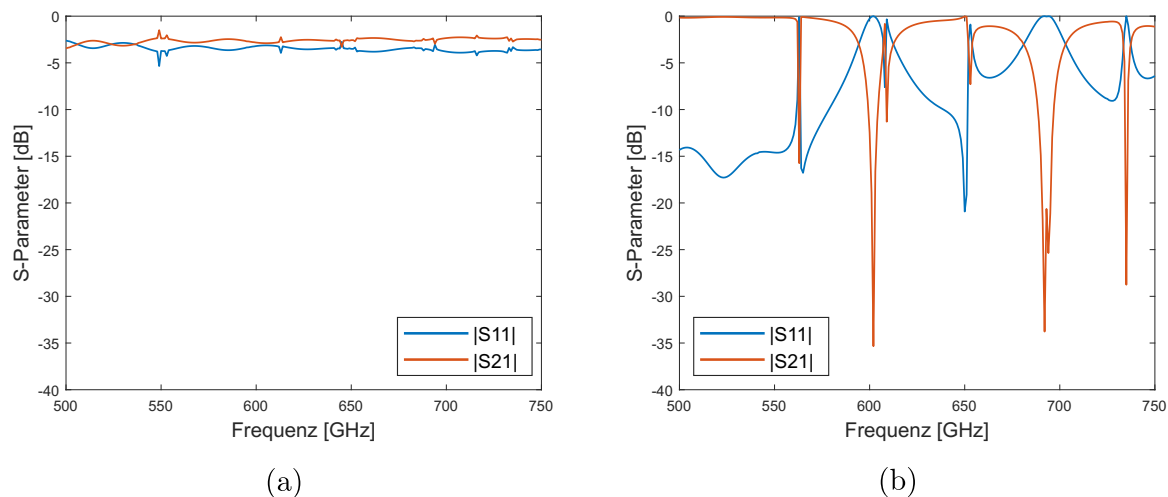 0
-5
-10
-15
-20
-25
-30
-35
-40
S-Parameter [dB]
|S11|
|S21|
500 550 600 650 700 750
Frequenz [GHz]
(a)
0
-5
-10
-15
-20
-25
-30
-35
-40
S-Parameter [dB]
|S11|
|S21|
500 550 600 650 700 750
Frequenz [GHz]
(b)